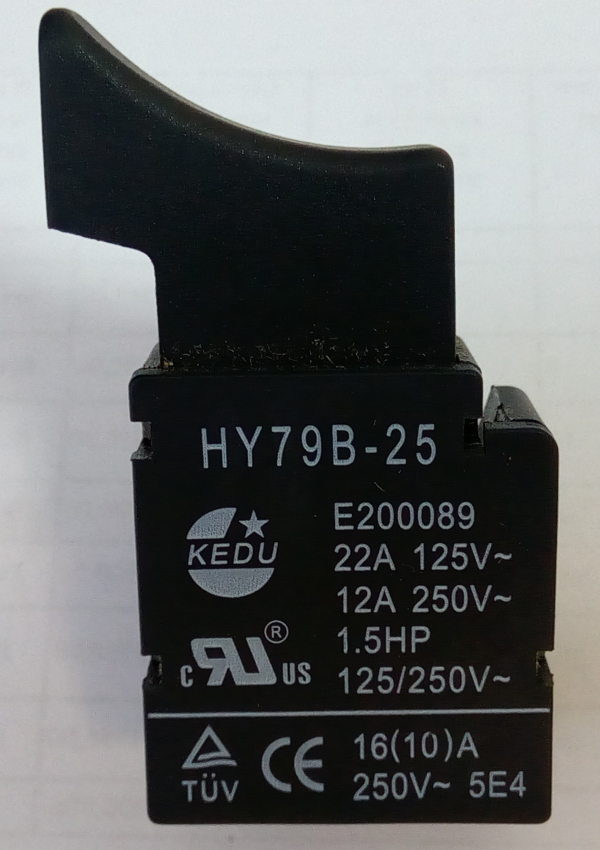 HY79B-25
KEDU
E200089
22A 125V~
12A 250V~
1.5HP
125/250V~
c RU ® US
TÜV
CE
16(10)A
250V~ 5E4